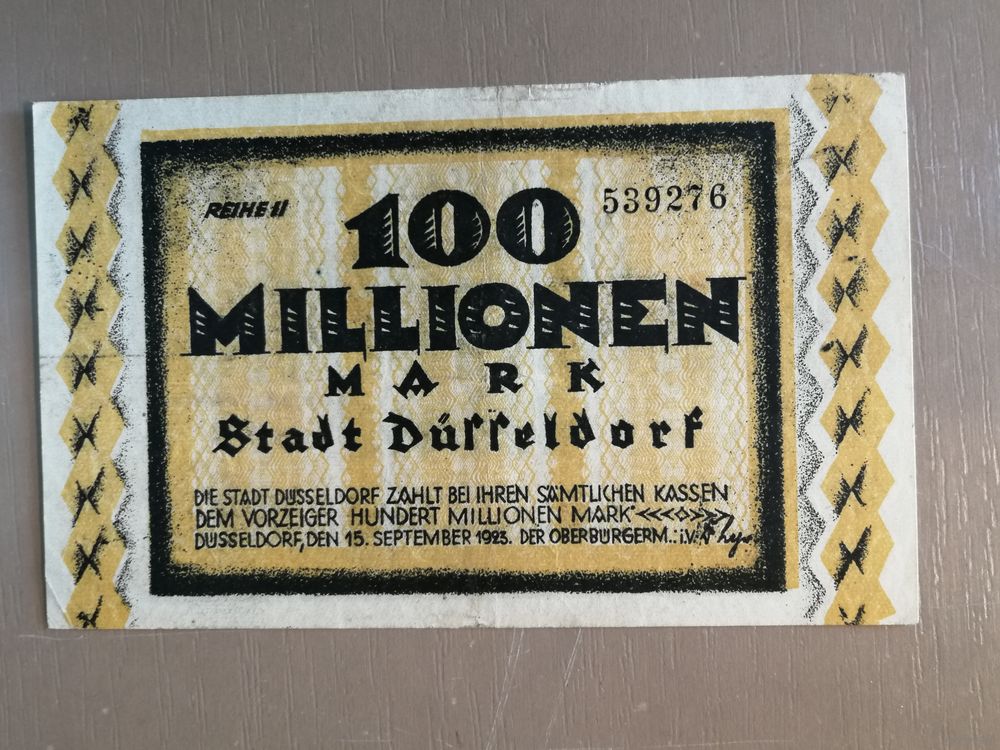 REIHE II
100
539276
MILLIONEN
MARK
Stadt Düsseldorf
DIE STADT DÜSSELDORF ZAHLT BEI IHREN SÄMTLICHEN KASSEN
DEM VORZEIGER HUNDERT MILLIONEN MARK
DÜSSELDORF, DEN 15. SEPTEMBER 1923. DER OBERBÜRGERM.: i.V.